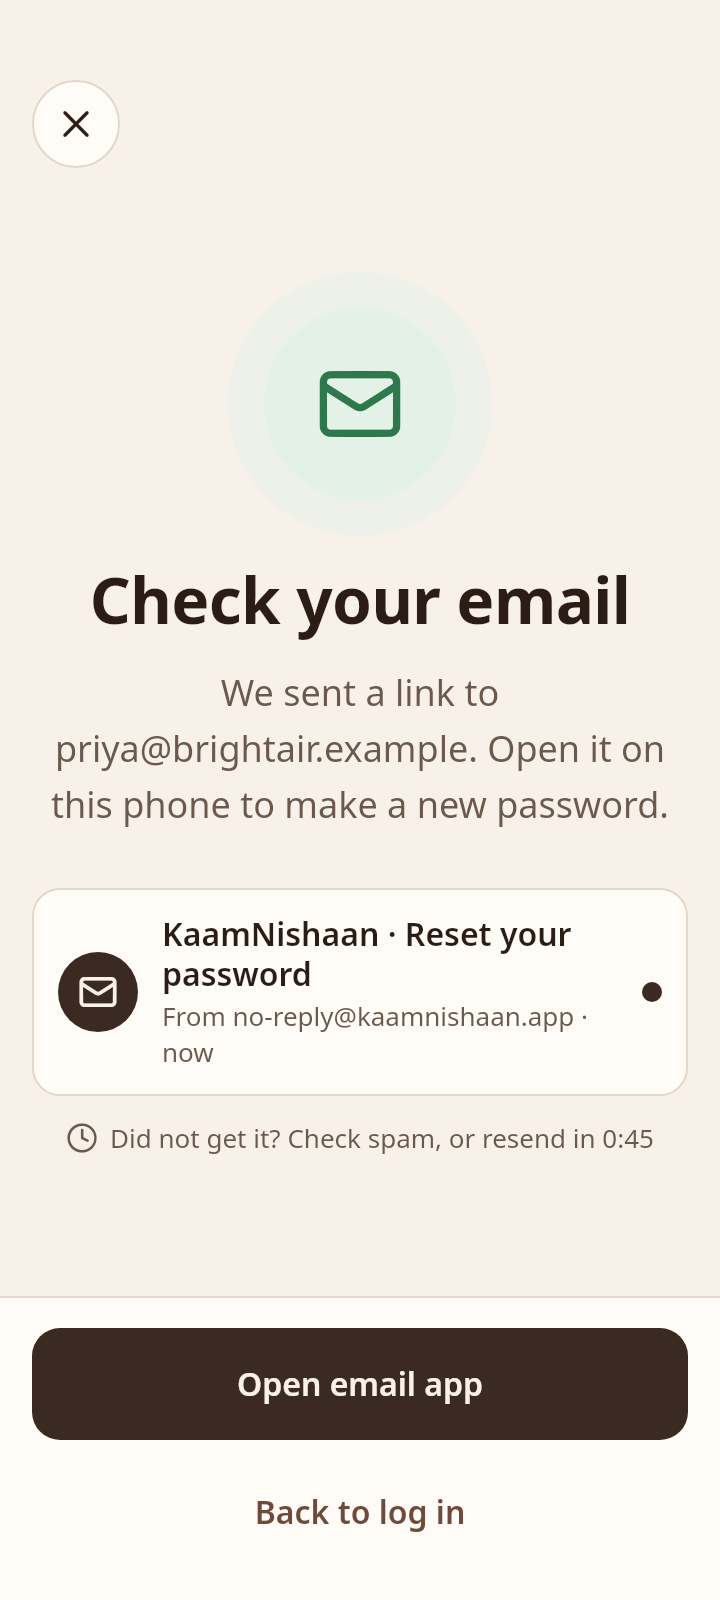 Check your email
We sent a link to
priya@brightair.example. Open it on
this phone to make a new password.
KaamNishaan · Reset your
password
From no-reply@kaamnishaan.app ·
now
Did not get it? Check spam, or resend in 0:45
Open email app
Back to log in